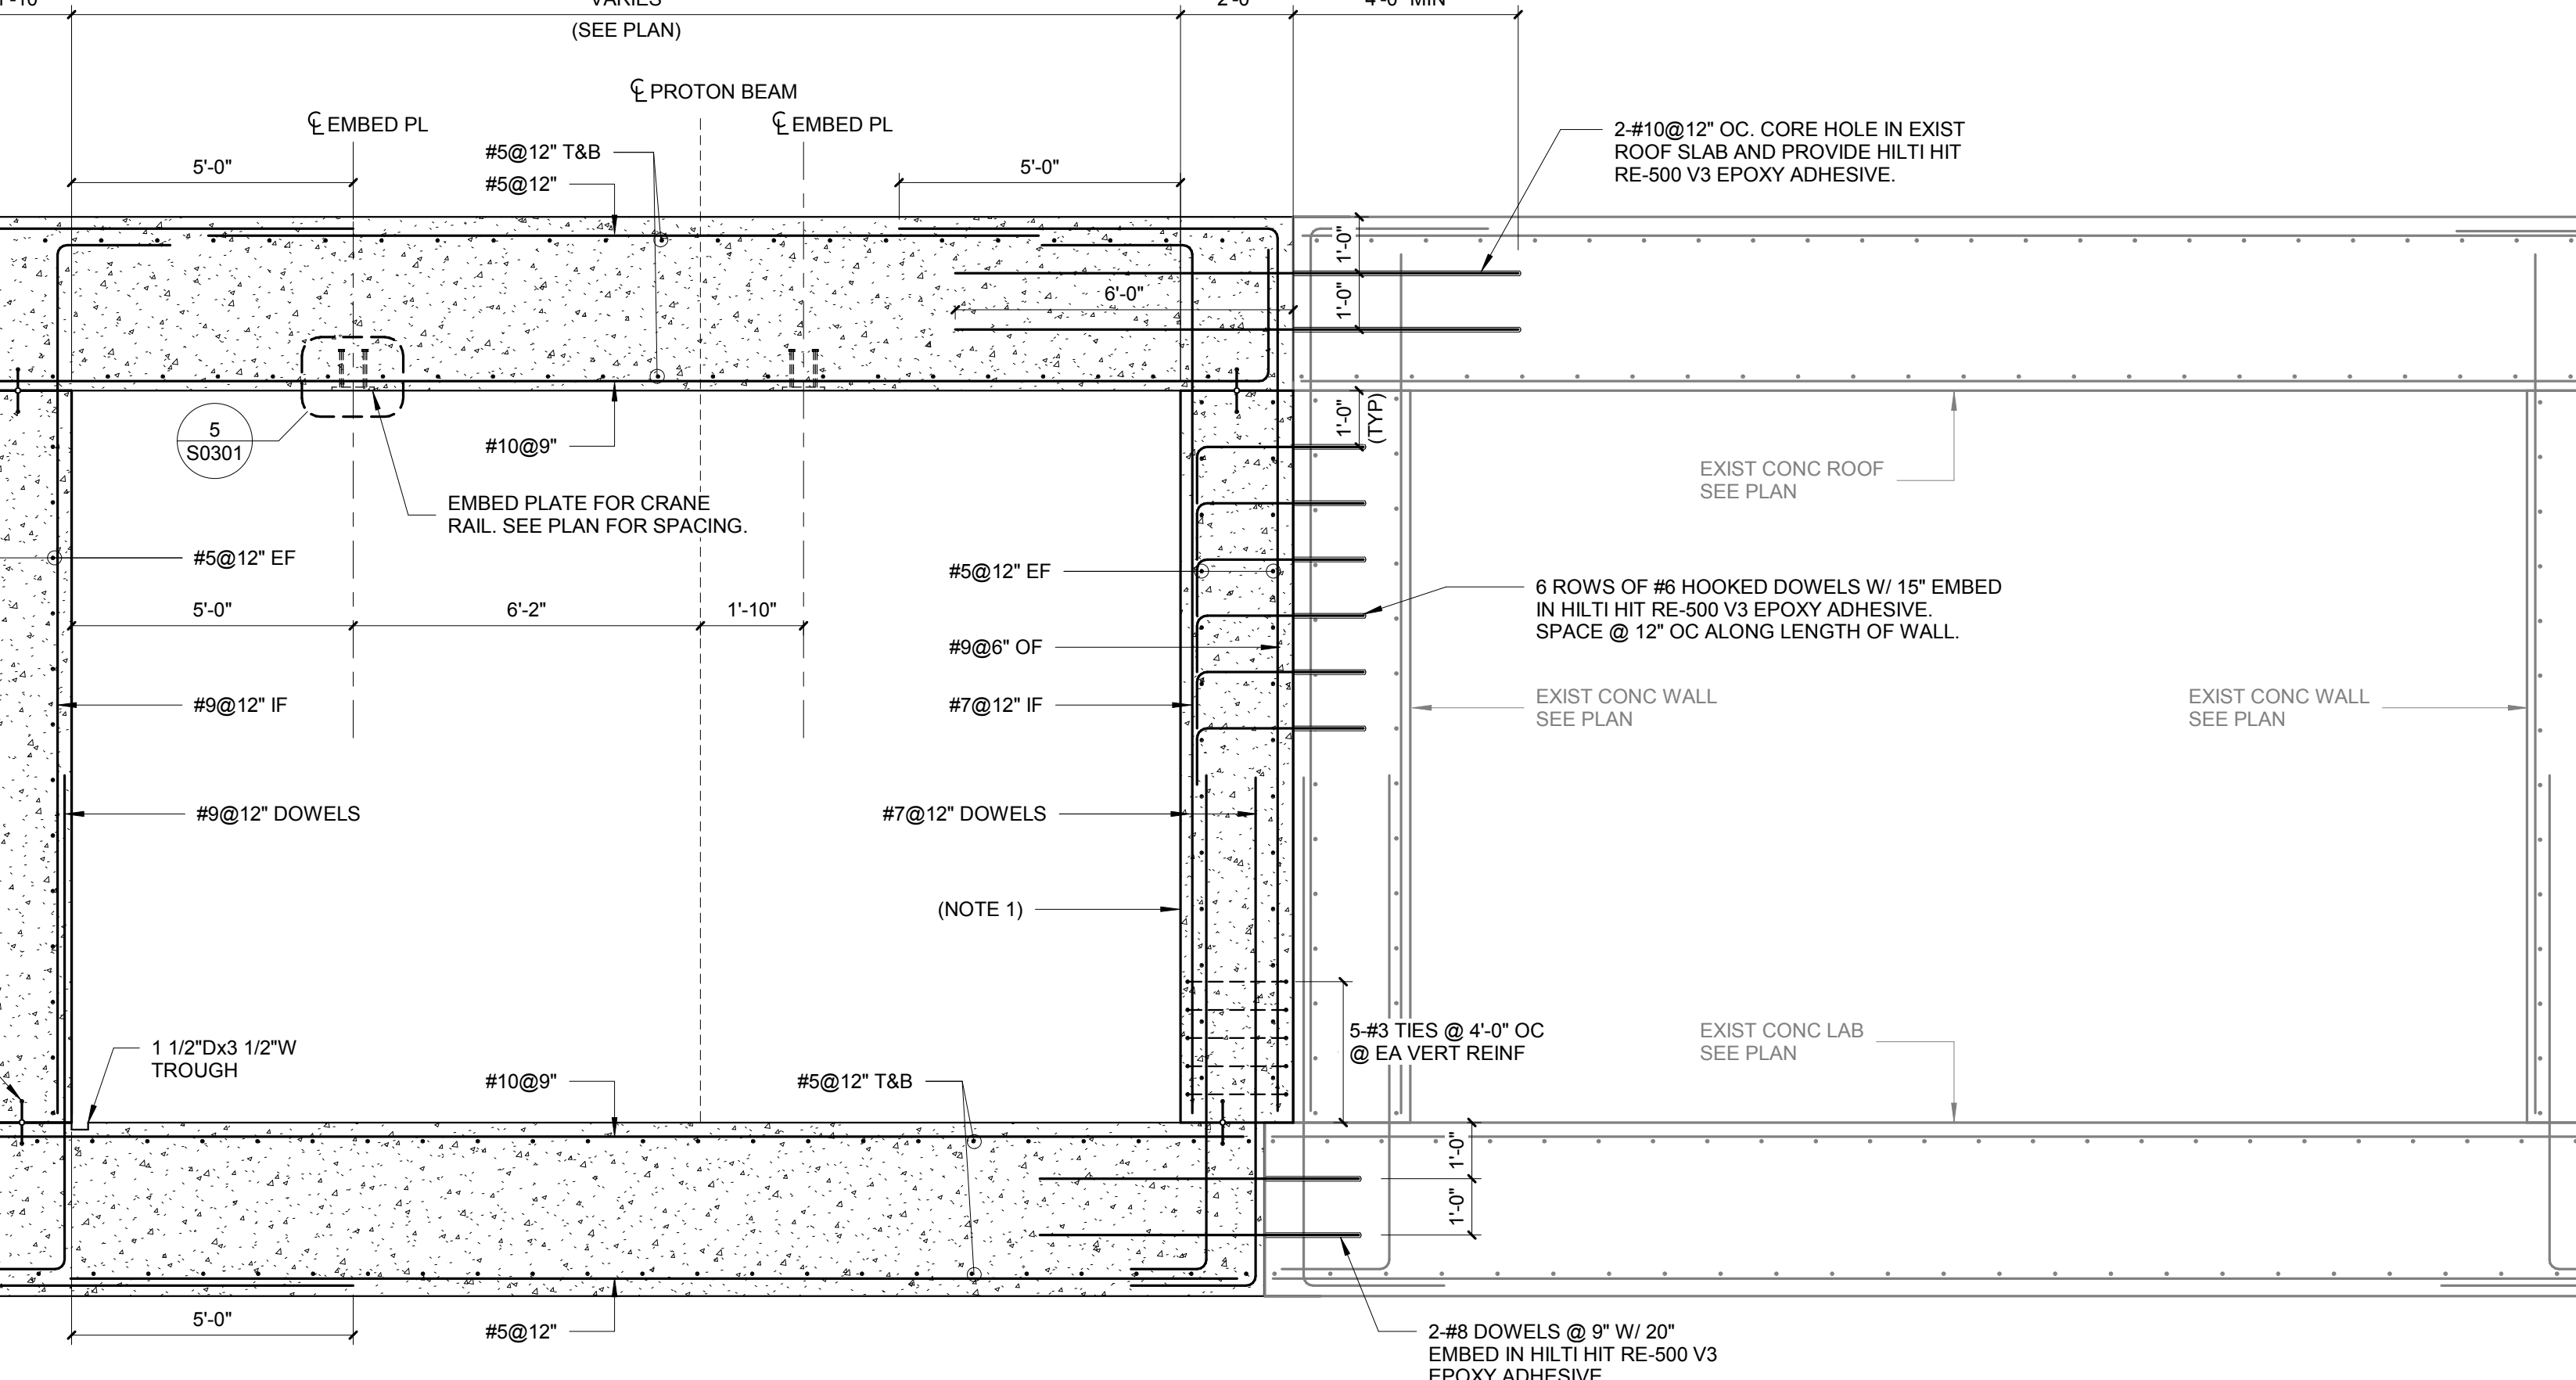 VARIES
(SEE PLAN)
2'-0"
4'-0" MIN
℄ PROTON BEAM
℄ EMBED PL
℄ EMBED PL
#5@12" T&B
#5@12"
5'-0"
5'-0"
2-#10@12" OC. CORE HOLE IN EXIST
ROOF SLAB AND PROVIDE HILTI HIT
RE-500 V3 EPOXY ADHESIVE.
1'-0"
1'-0"
6'-0"
5
S0301
#10@9"
1'-0"
(TYP)
EXIST CONC ROOF
SEE PLAN
EMBED PLATE FOR CRANE
RAIL. SEE PLAN FOR SPACING.
#5@12" EF
#5@12" EF
5'-0"
6'-2"
1'-10"
6 ROWS OF #6 HOOKED DOWELS W/ 15" EMBED
IN HILTI HIT RE-500 V3 EPOXY ADHESIVE.
SPACE @ 12" OC ALONG LENGTH OF WALL.
#9@6" OF
#9@12" IF
#7@12" IF
EXIST CONC WALL
SEE PLAN
EXIST CONC WALL
SEE PLAN
#9@12" DOWELS
#7@12" DOWELS
(NOTE 1)
5-#3 TIES @ 4'-0" OC
@ EA VERT REINF
EXIST CONC LAB
SEE PLAN
1 1/2"Dx3 1/2"W
TROUGH
#10@9"
#5@12" T&B
1'-0"
1'-0"
5'-0"
#5@12"
2-#8 DOWELS @ 9" W/ 20"
EMBED IN HILTI HIT RE-500 V3
EPOXY ADHESIVE